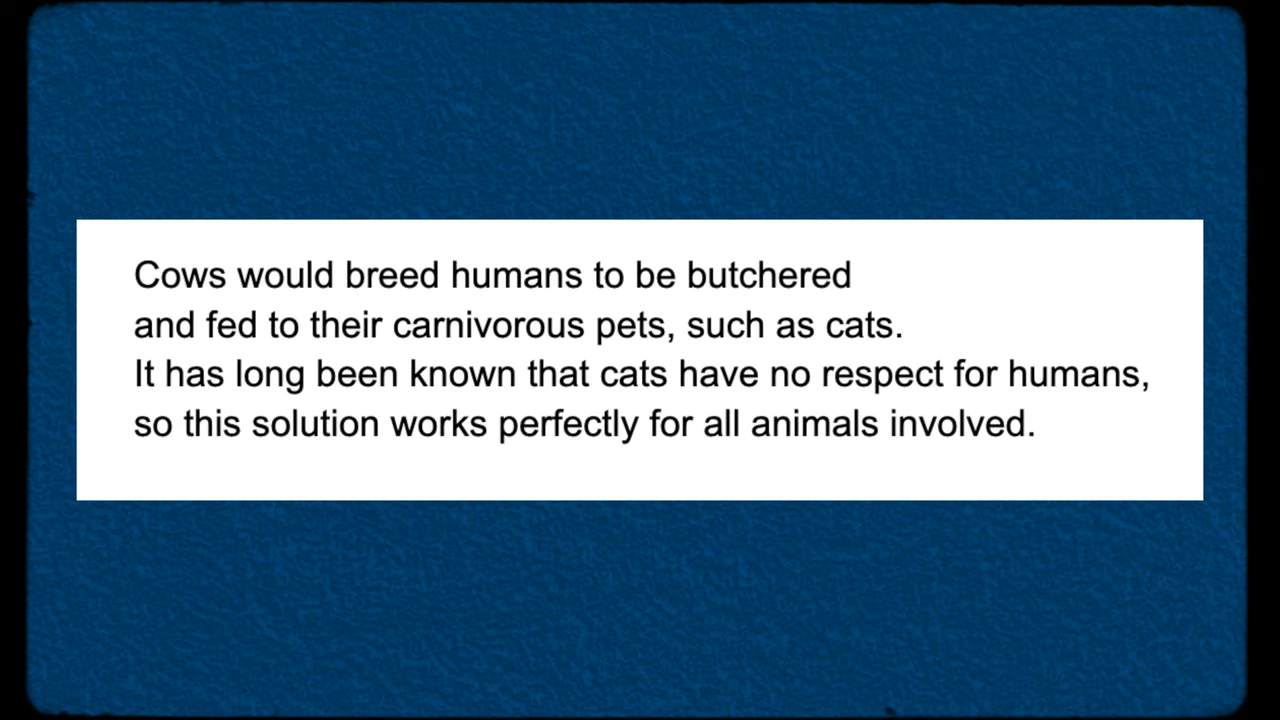 Cows would breed humans to be butchered
and fed to their carnivorous pets, such as cats.
It has long been known that cats have no respect for humans,
so this solution works perfectly for all animals involved.